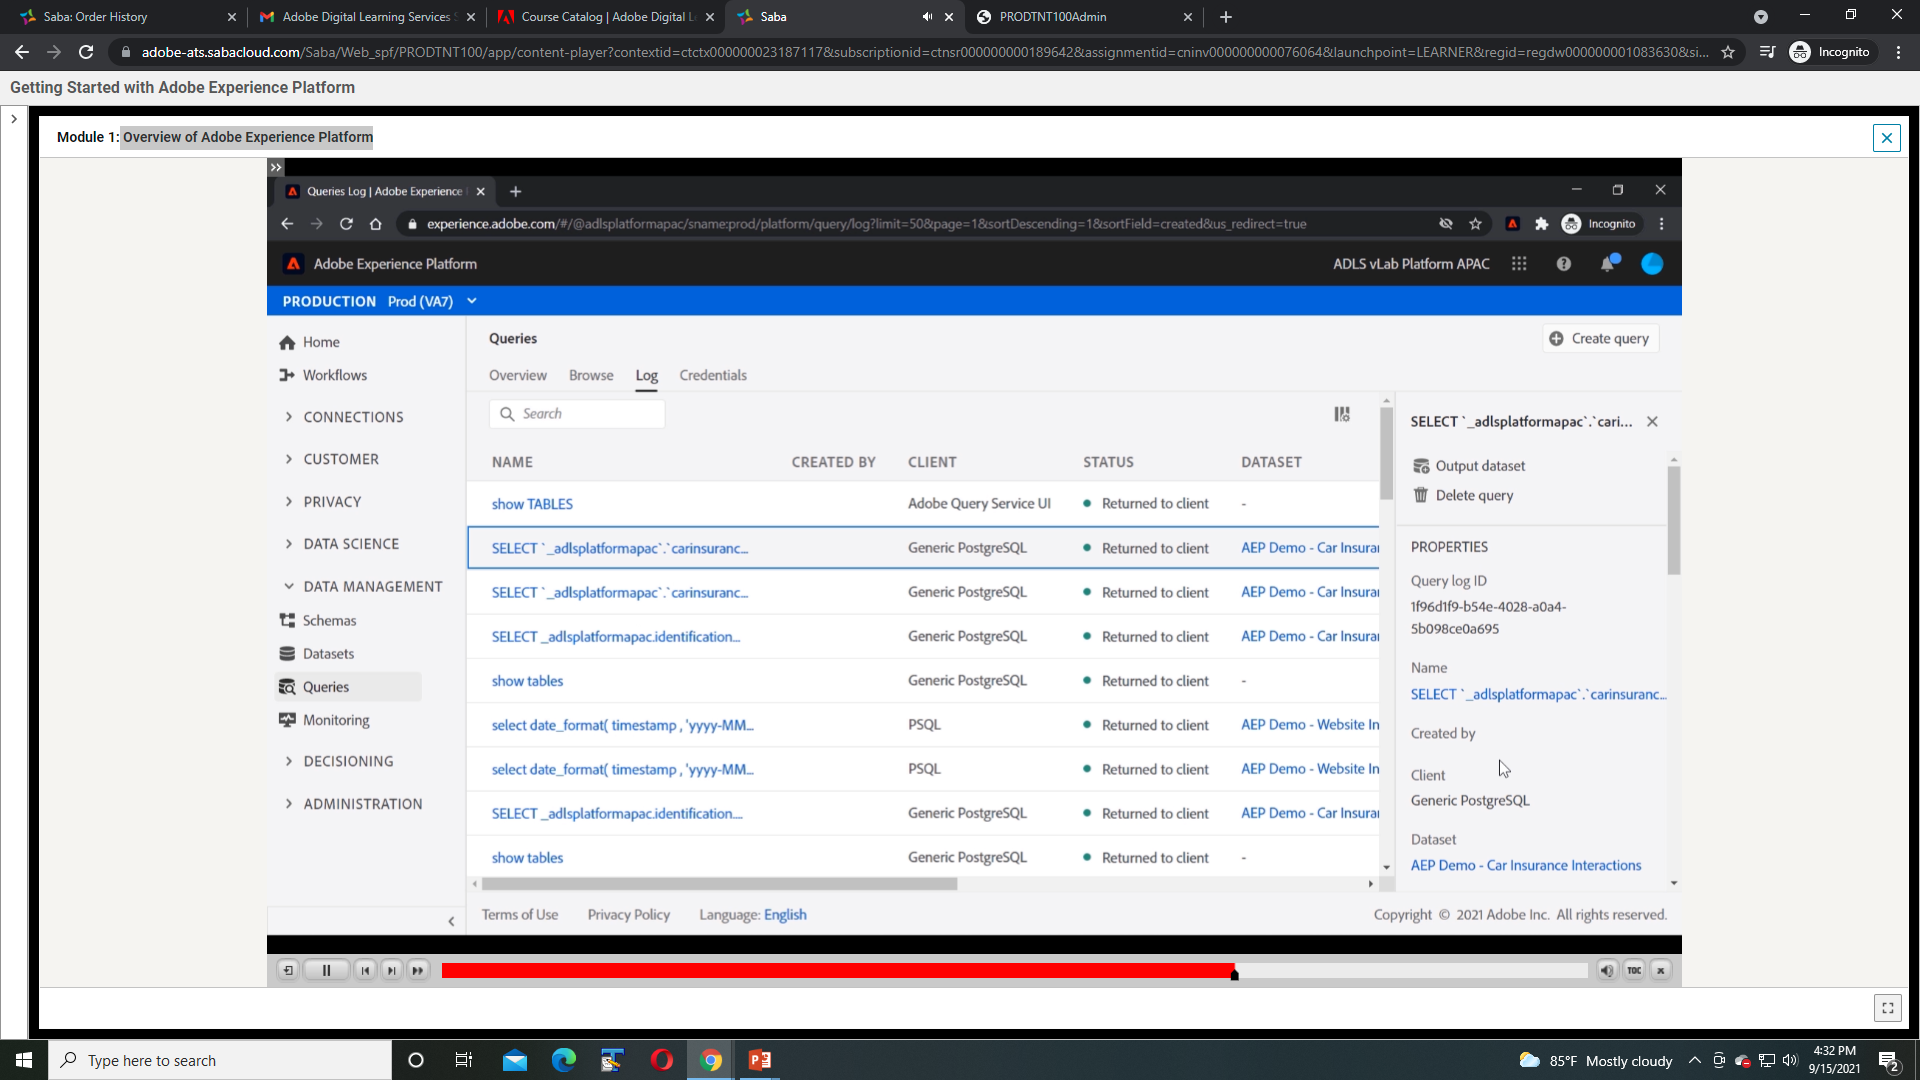 Saba: Order History
Adobe Digital Learning Services S
Course Catalog | Adobe Digital L
Saba
PRODTNT100Admin
adobe-ats.sabacloud.com/Saba/Web_spf/PRODTNT100/app/content-player?contextid=ctctx000000023187117&subscriptionid=ctnsr000000000189642&assignmentid=cninv000000000076064&launchpoint=LEARNER&regid=regdw000000001083630&si...
Incognito
Getting Started with Adobe Experience Platform
Module 1: Overview of Adobe Experience Platform
Queries Log | Adobe Experience
experience.adobe.com/#/@adlsplatformapac/sname:prod/platform/query/log?limit=50&page=1&sortDescending=1&sortField=created&us_redirect=true
Incognito
Adobe Experience Platform
ADLS vLab Platform APAC
PRODUCTION Prod (VA7)
Home
Workflows
CONNECTIONS
CUSTOMER
PRIVACY
DATA SCIENCE
DATA MANAGEMENT
Schemas
Datasets
Queries
Monitoring
DECISIONING
ADMINISTRATION
Queries
Create query
Overview Browse Log Credentials
Search
NAME CREATED BY CLIENT STATUS DATASET
show TABLES Adobe Query Service UI Returned to client -
SELECT `_adlsplatformapac`.`carinsuranc... Generic PostgreSQL Returned to client AEP Demo - Car Insurar
SELECT `_adlsplatformapac`.`carinsuranc... Generic PostgreSQL Returned to client AEP Demo - Car Insurar
SELECT _adlsplatformapac.identification... Generic PostgreSQL Returned to client AEP Demo - Car Insurar
show tables Generic PostgreSQL Returned to client -
select date_format( timestamp , 'yyyy-MM... PSQL Returned to client AEP Demo - Website In
select date_format( timestamp , 'yyyy-MM... PSQL Returned to client AEP Demo - Website In
SELECT _adlsplatformapac.identification.... Generic PostgreSQL Returned to client AEP Demo - Car Insurar
show tables Generic PostgreSQL Returned to client -
SELECT `_adlsplatformapac`.`cari...
Output dataset
Delete query
PROPERTIES
Query log ID
1f96d1f9-b54e-4028-a0a4-
5b098ce0a695
Name
SELECT `_adlsplatformapac`.`carinsuranc...
Created by
Client
Generic PostgreSQL
Dataset
AEP Demo - Car Insurance Interactions
Terms of Use Privacy Policy Language: English
Copyright © 2021 Adobe Inc. All rights reserved.
TOC
Type here to search
85°F Mostly cloudy
4:32 PM
9/15/2021
2